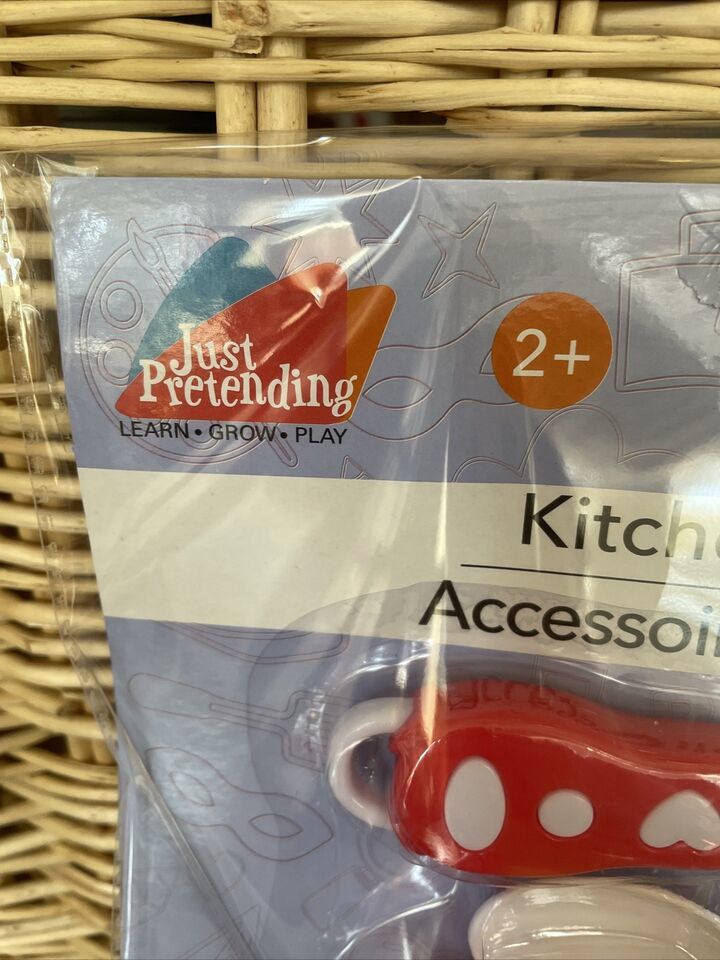 Just
Pretending
LEARN • GROW • PLAY
2+
Kitch
Accessoi